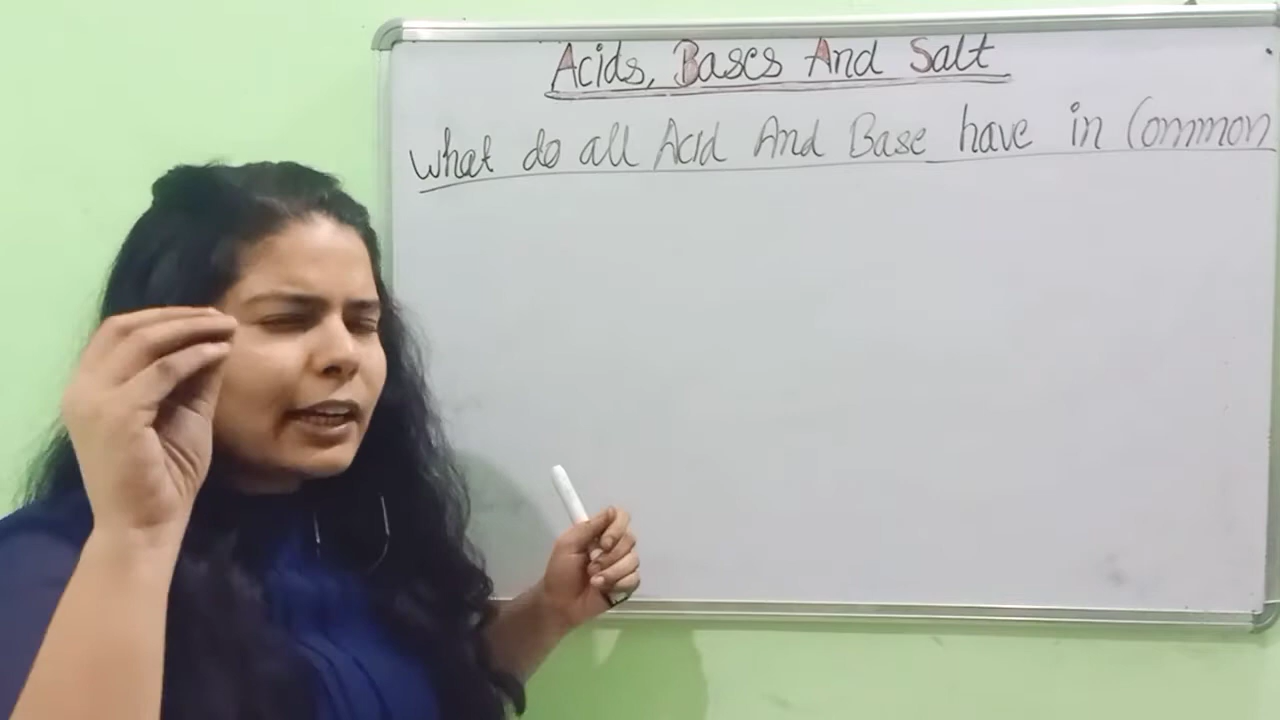 Acids, Bases And Salt
What do all Acid And Base have in Common